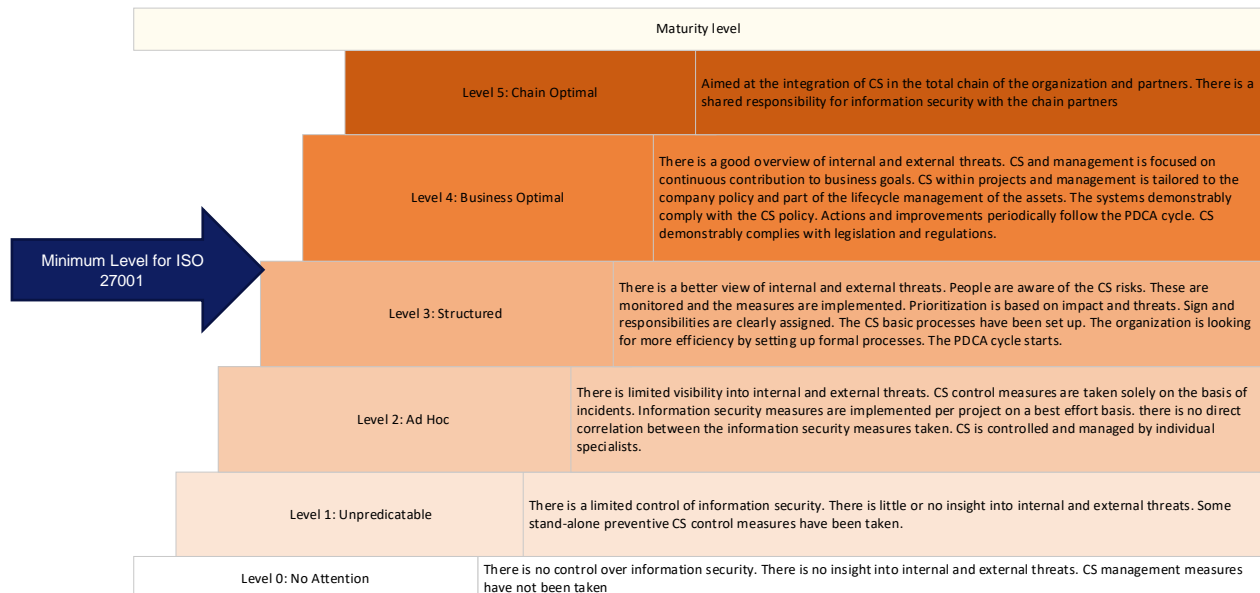 Maturity level
Level 5: Chain Optimal
Aimed at the integration of CS in the total chain of the organization and partners. There is a
shared responsibility for information security with the chain partners
Level 4: Business Optimal
There is a good overview of internal and external threats. CS and management is focused on
continuous contribution to business goals. CS within projects and management is tailored to the
company policy and part of the lifecycle management of the assets. The systems demonstrably
comply with the CS policy. Actions and improvements periodically follow the PDCA cycle. CS
demonstrably complies with legislation and regulations.
Minimum Level for ISO
27001
Level 3: Structured
There is a better view of internal and external threats. People are aware of the CS risks. These are
monitored and the measures are implemented. Prioritization is based on impact and threats. Sign and
responsibilities are clearly assigned. The CS basic processes have been set up. The organization is looking
for more efficiency by setting up formal processes. The PDCA cycle starts.
Level 2: Ad Hoc
There is limited visibility into internal and external threats. CS control measures are taken solely on the basis of
incidents. Information security measures are implemented per project on a best effort basis. there is no direct
correlation between the information security measures taken. CS is controlled and managed by individual
specialists.
Level 1: Unpredicatable
There is a limited control of information security. There is little or no insight into internal and external threats. Some
stand-alone preventive CS control measures have been taken.
Level 0: No Attention
There is no control over information security. There is no insight into internal and external threats. CS management measures
have not been taken